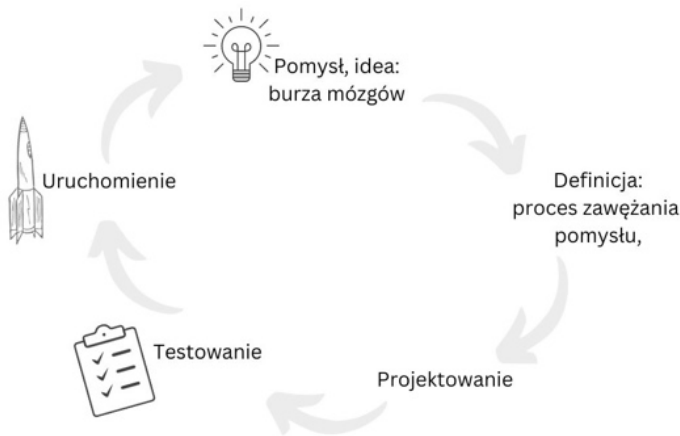 Pomysł, idea:
burza mózgów
Definicja:
proces zawężania
pomysłu,
Projektowanie
Testowanie
Uruchomienie